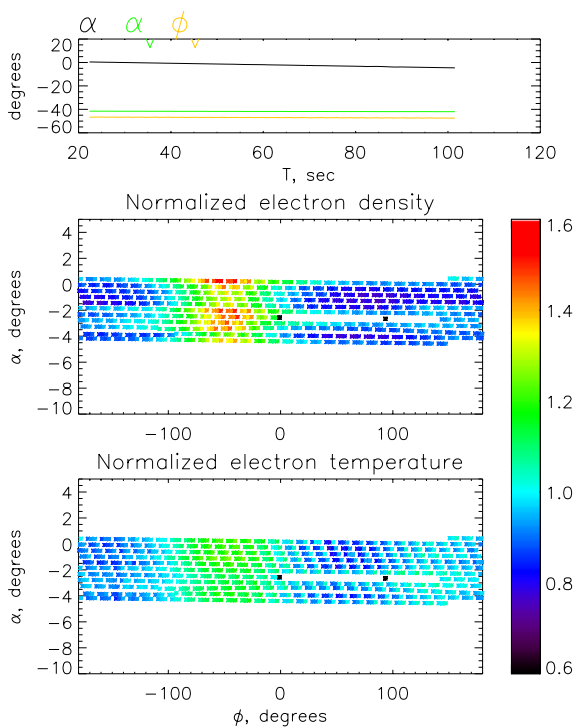 α α ϕ
20
0
−20
−40
−60
degrees
20 40 60 80 100 120
T, sec
Normalized electron density
4
2
0
−2
−4
−6
−8
−10
α, degrees
−100 0 100
Normalized electron temperature
4
2
0
−2
−4
−6
−8
−10
α, degrees
−100 0 100
ϕ, degrees
1.6
1.4
1.2
1.0
0.8
0.6